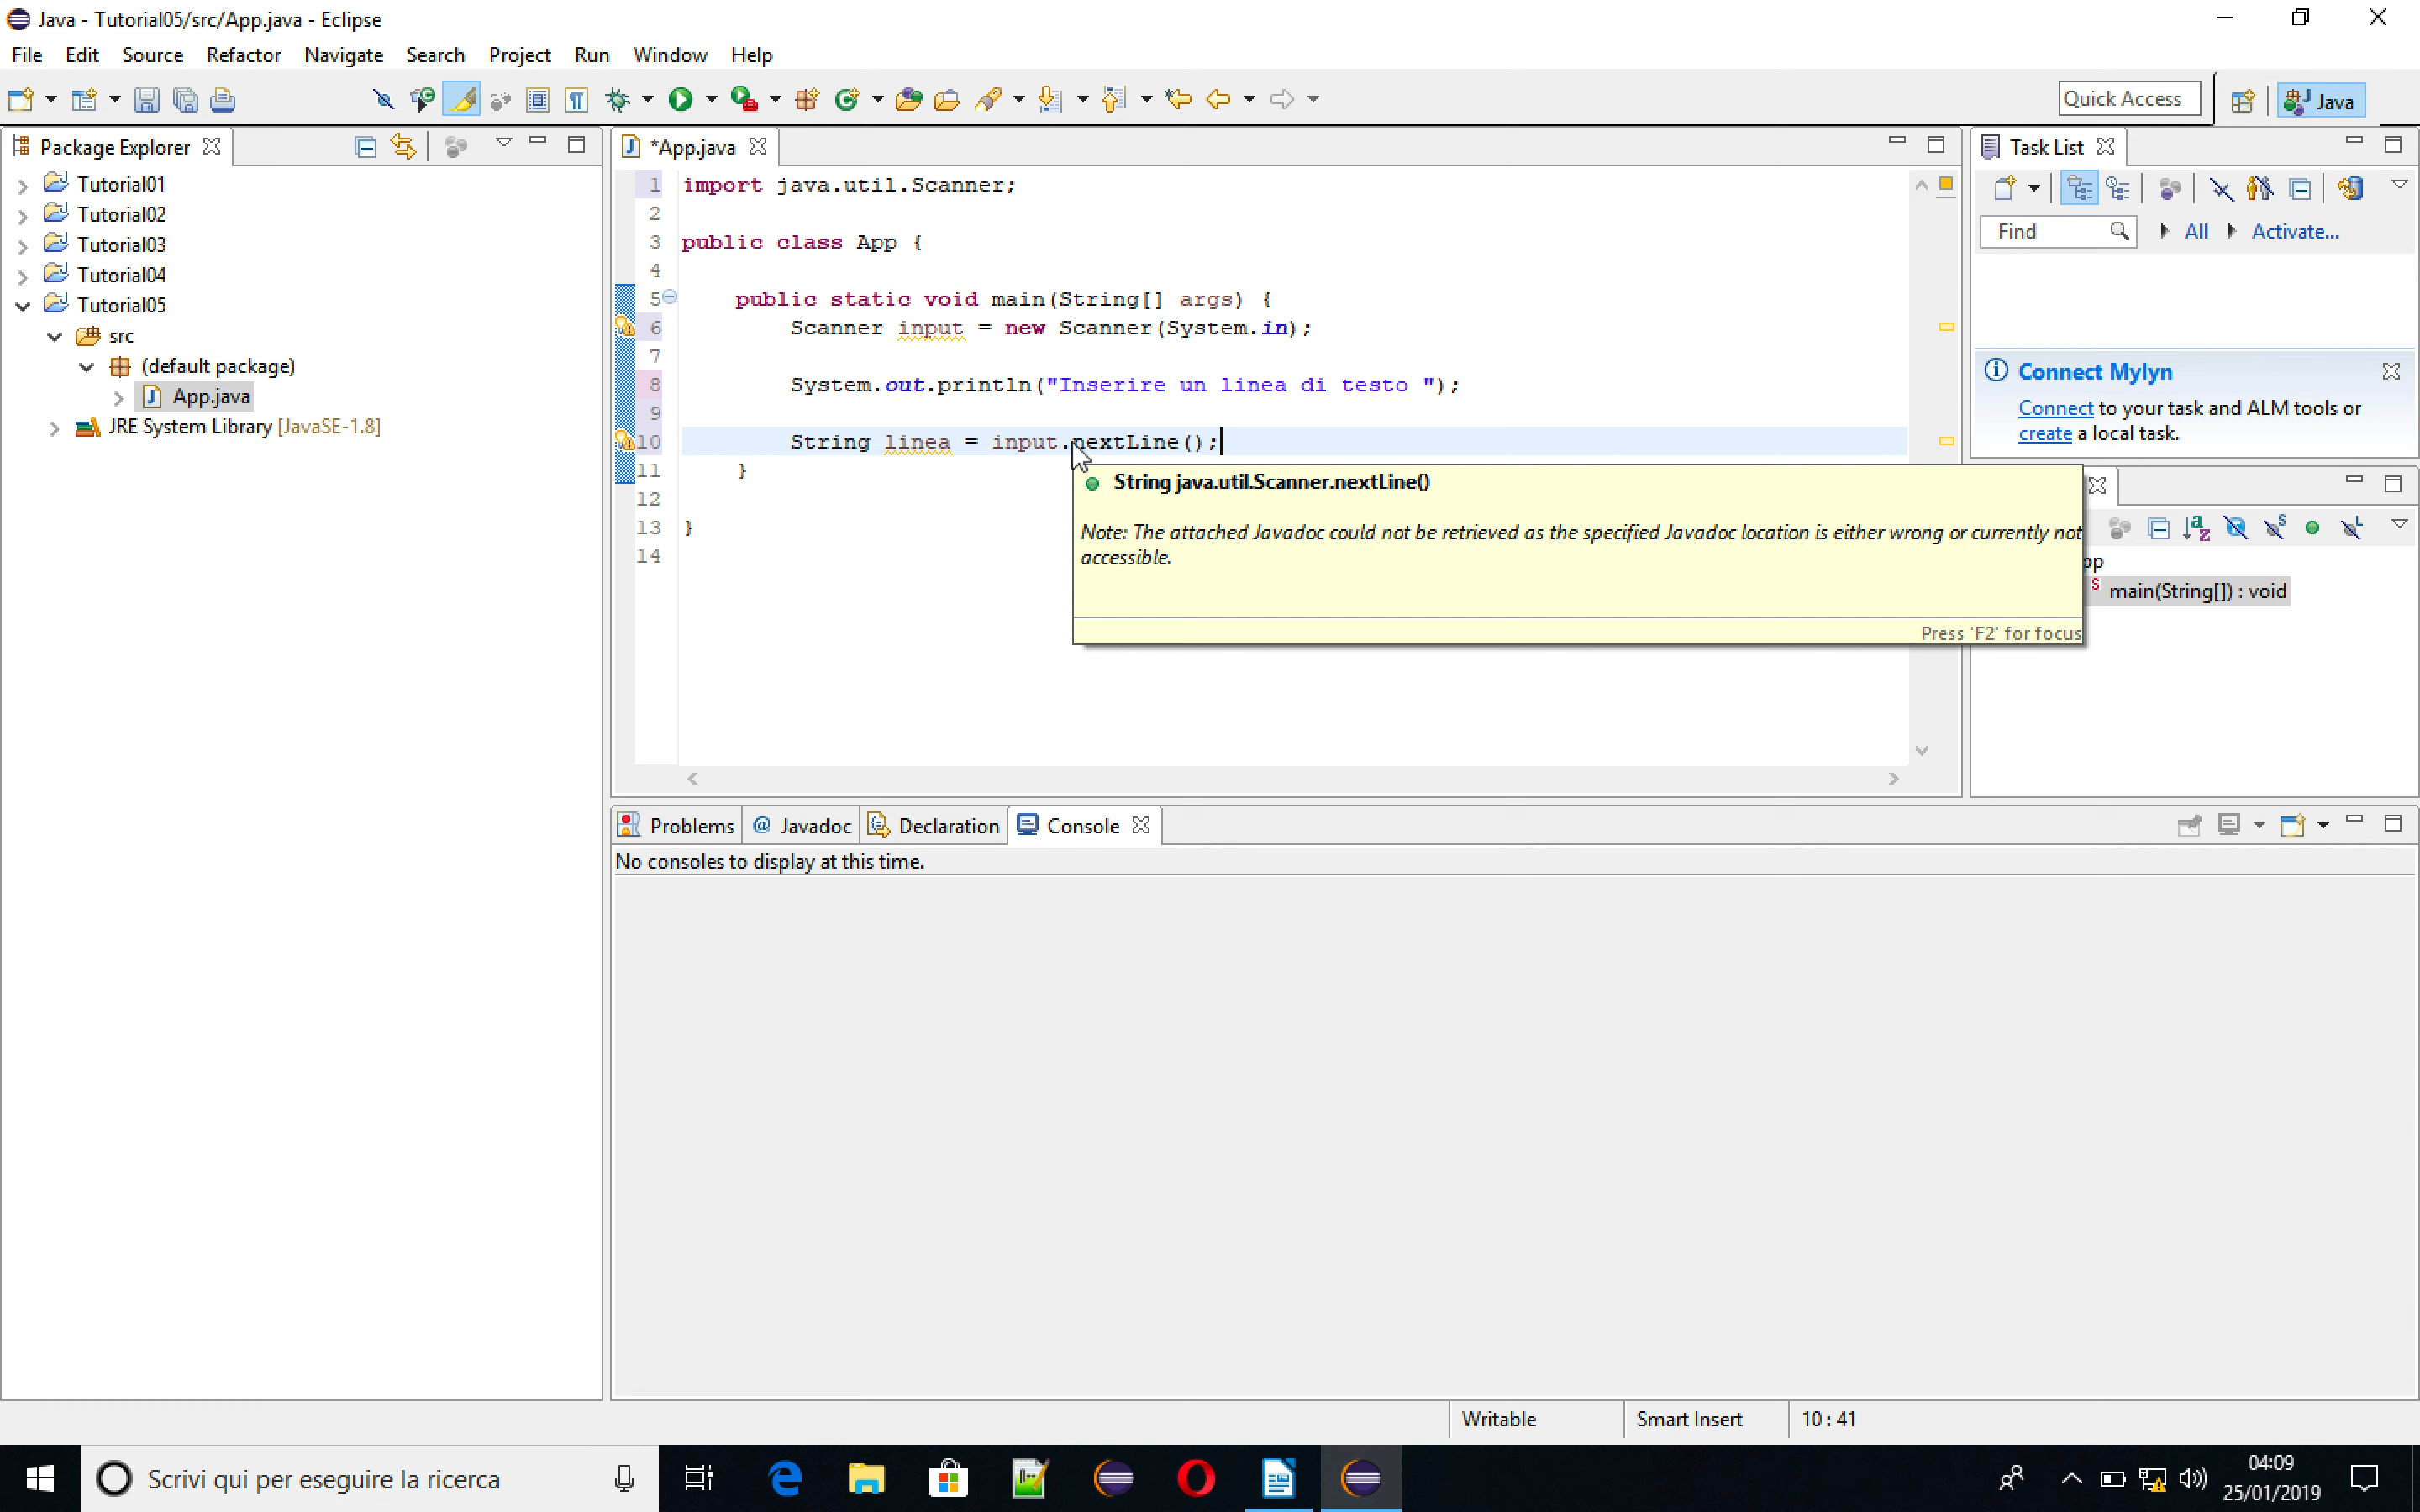 Java - Tutorial05/src/App.java - Eclipse
File Edit Source Refactor Navigate Search Project Run Window Help
Quick Access
Java
Package Explorer
Tutorial01
Tutorial02
Tutorial03
Tutorial04
Tutorial05
src
(default package)
App.java
JRE System Library [JavaSE-1.8]
*App.java
1 import java.util.Scanner;
2
3 public class App {
4
5 public static void main(String[] args) {
6 Scanner input = new Scanner(System.in);
7
8 System.out.println("Inserire un linea di testo ");
9
10 String linea = input.nextLine();
11 }
12
13 }
14
String java.util.Scanner.nextLine()
Note: The attached Javadoc could not be retrieved as the specified Javadoc location is either wrong or currently not
accessible.
Press 'F2' for focus
Task List
Find All Activate...
Connect Mylyn
Connect to your task and ALM tools or
create a local task.
pp
main(String[]) : void
Problems Javadoc Declaration Console
No consoles to display at this time.
Writable Smart Insert 10 : 41
Scrivi qui per eseguire la ricerca
04:09
25/01/2019